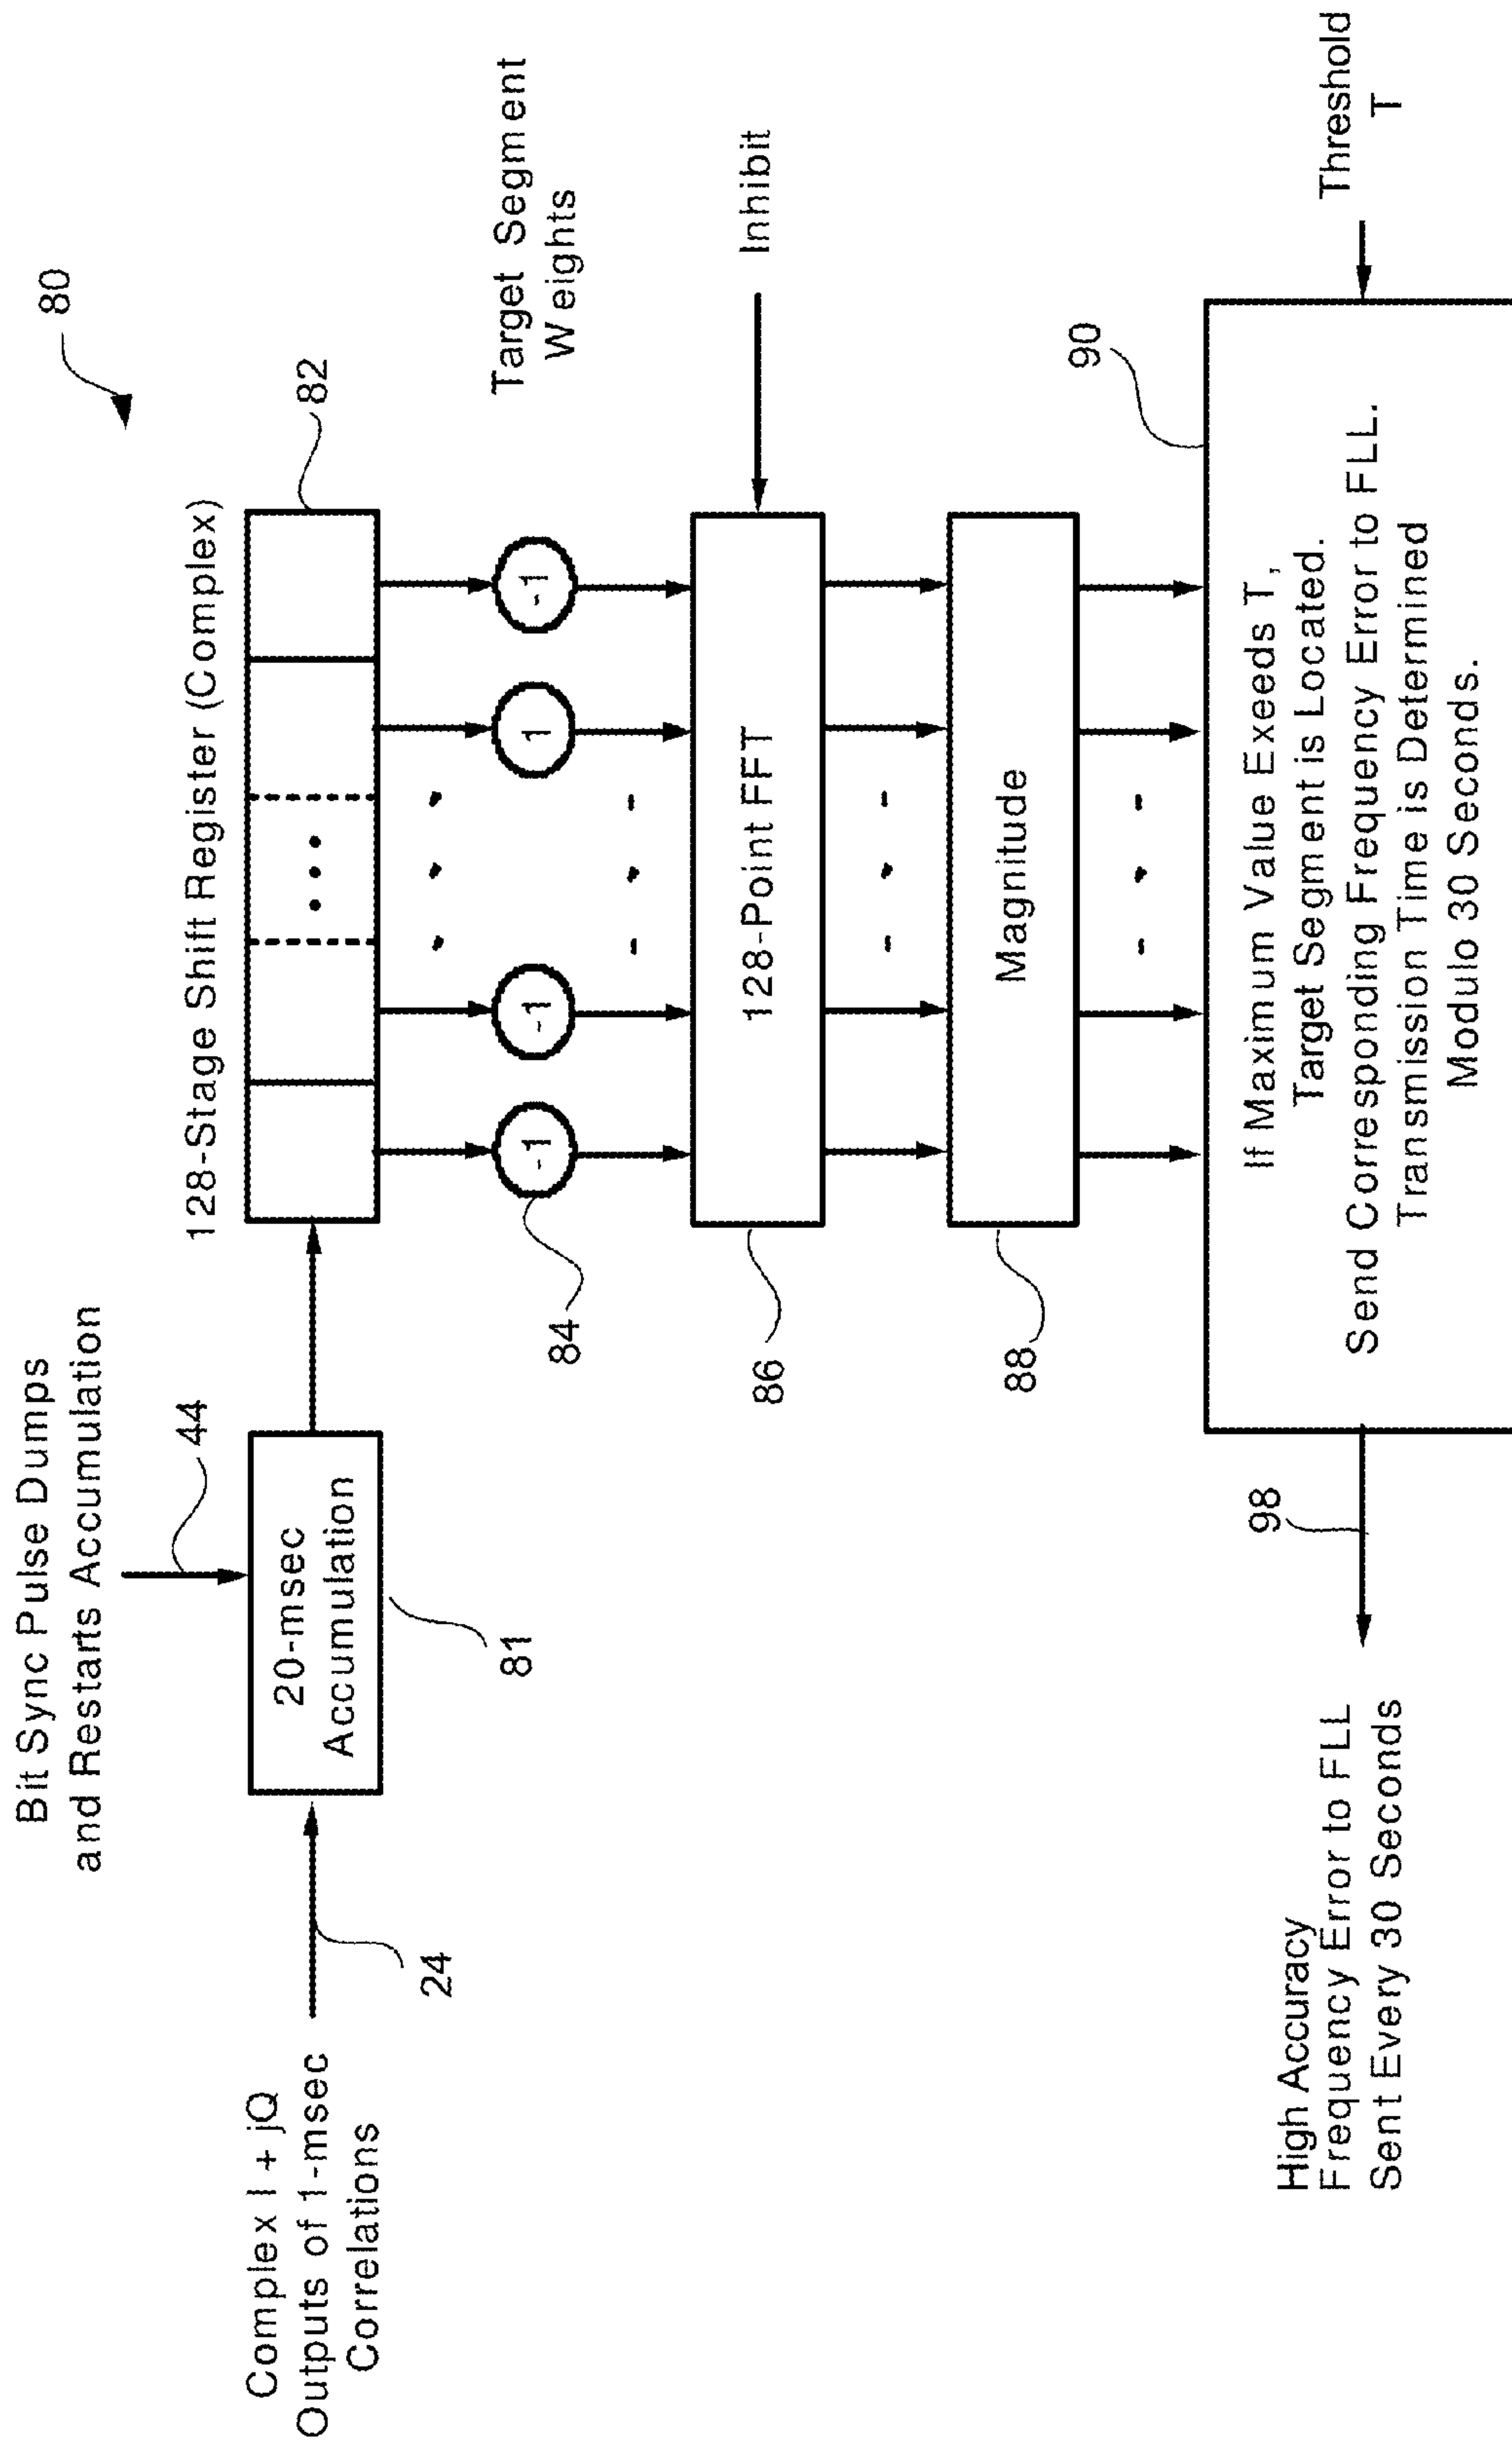 80
Bit Sync Pulse Dumps
and Restarts Accumulation
44
128-Stage Shift Register (Complex)
82
Complex I + jQ
Outputs of 1-msec
Correlations
24
20-msec
Accumulation
81
-1
-1
1
-1
84
Target Segment
Weights
128-Point FFT
86
Inhibit
Magnitude
88
90
If Maximum Value Exeeds T,
Target Segment is Located.
Send Corresponding Frequency Error to FLL.
Transmission Time is Determined
Modulo 30 Seconds.
Threshold
T
98
High Accuracy
Frequency Error to FLL
Sent Every 30 Seconds